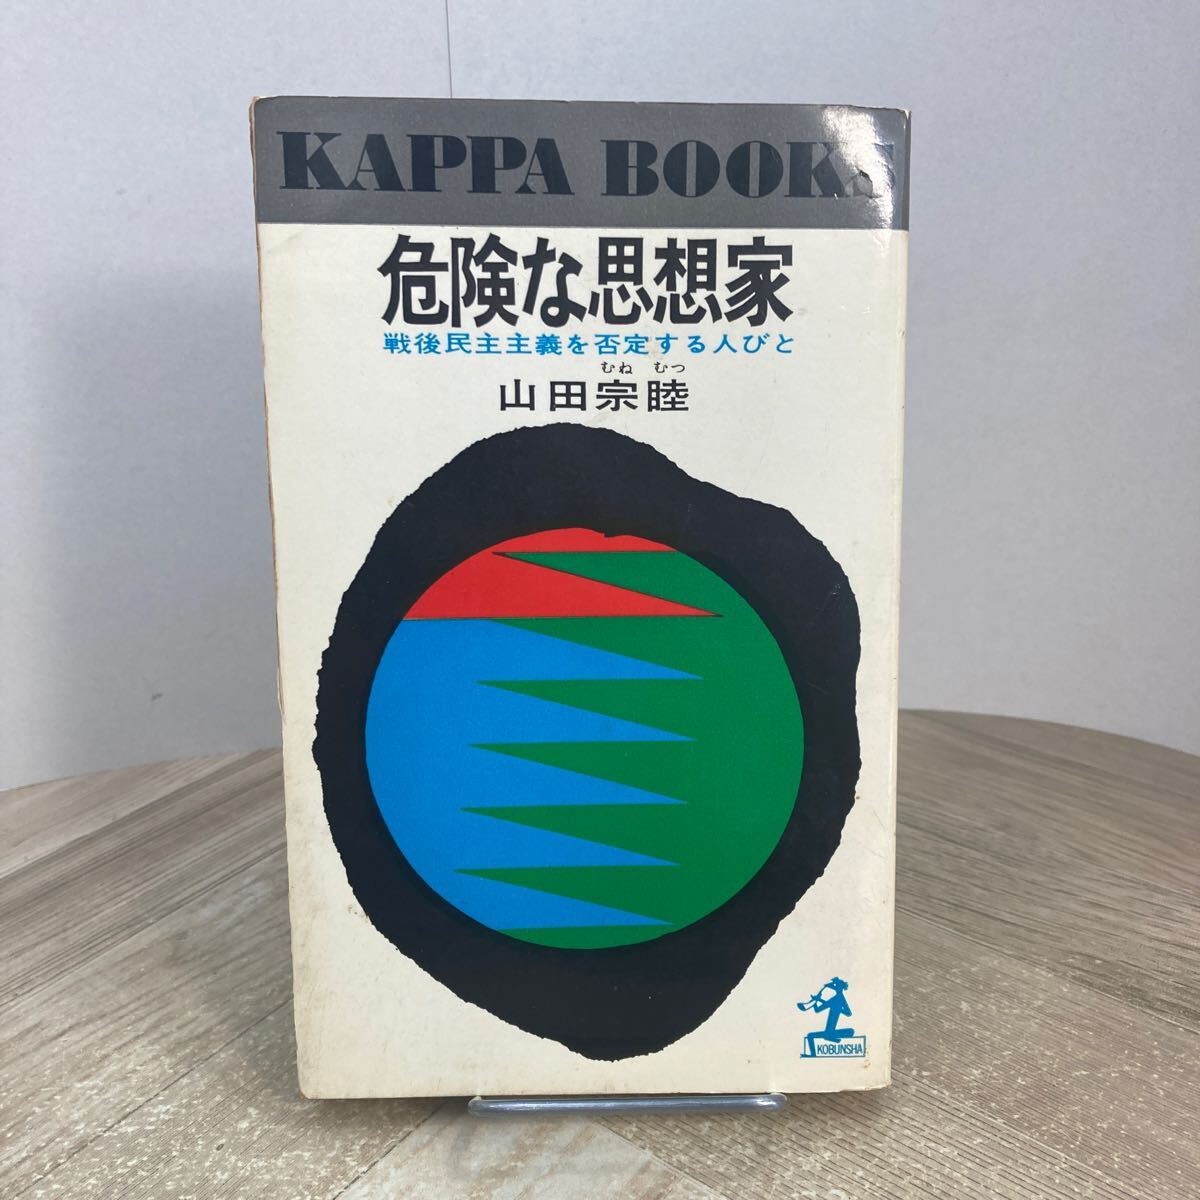 KAPPA BOOKS
危険な思想家
戦後民主主義を否定する人びと
むね むつ
山田宗睦
KOBUNSHA